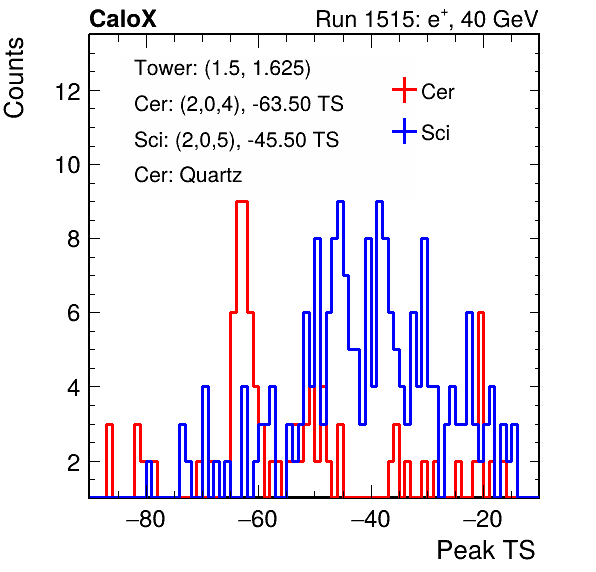 CaloX Run 1515: e⁺, 40 GeV
Counts
Tower: (1.5, 1.625)
Cer: (2,0,4), -63.50 TS
Sci: (2,0,5), -45.50 TS
Cer: Quartz
Cer
Sci
12
10
8
6
4
2
−80 −60 −40 −20
Peak TS